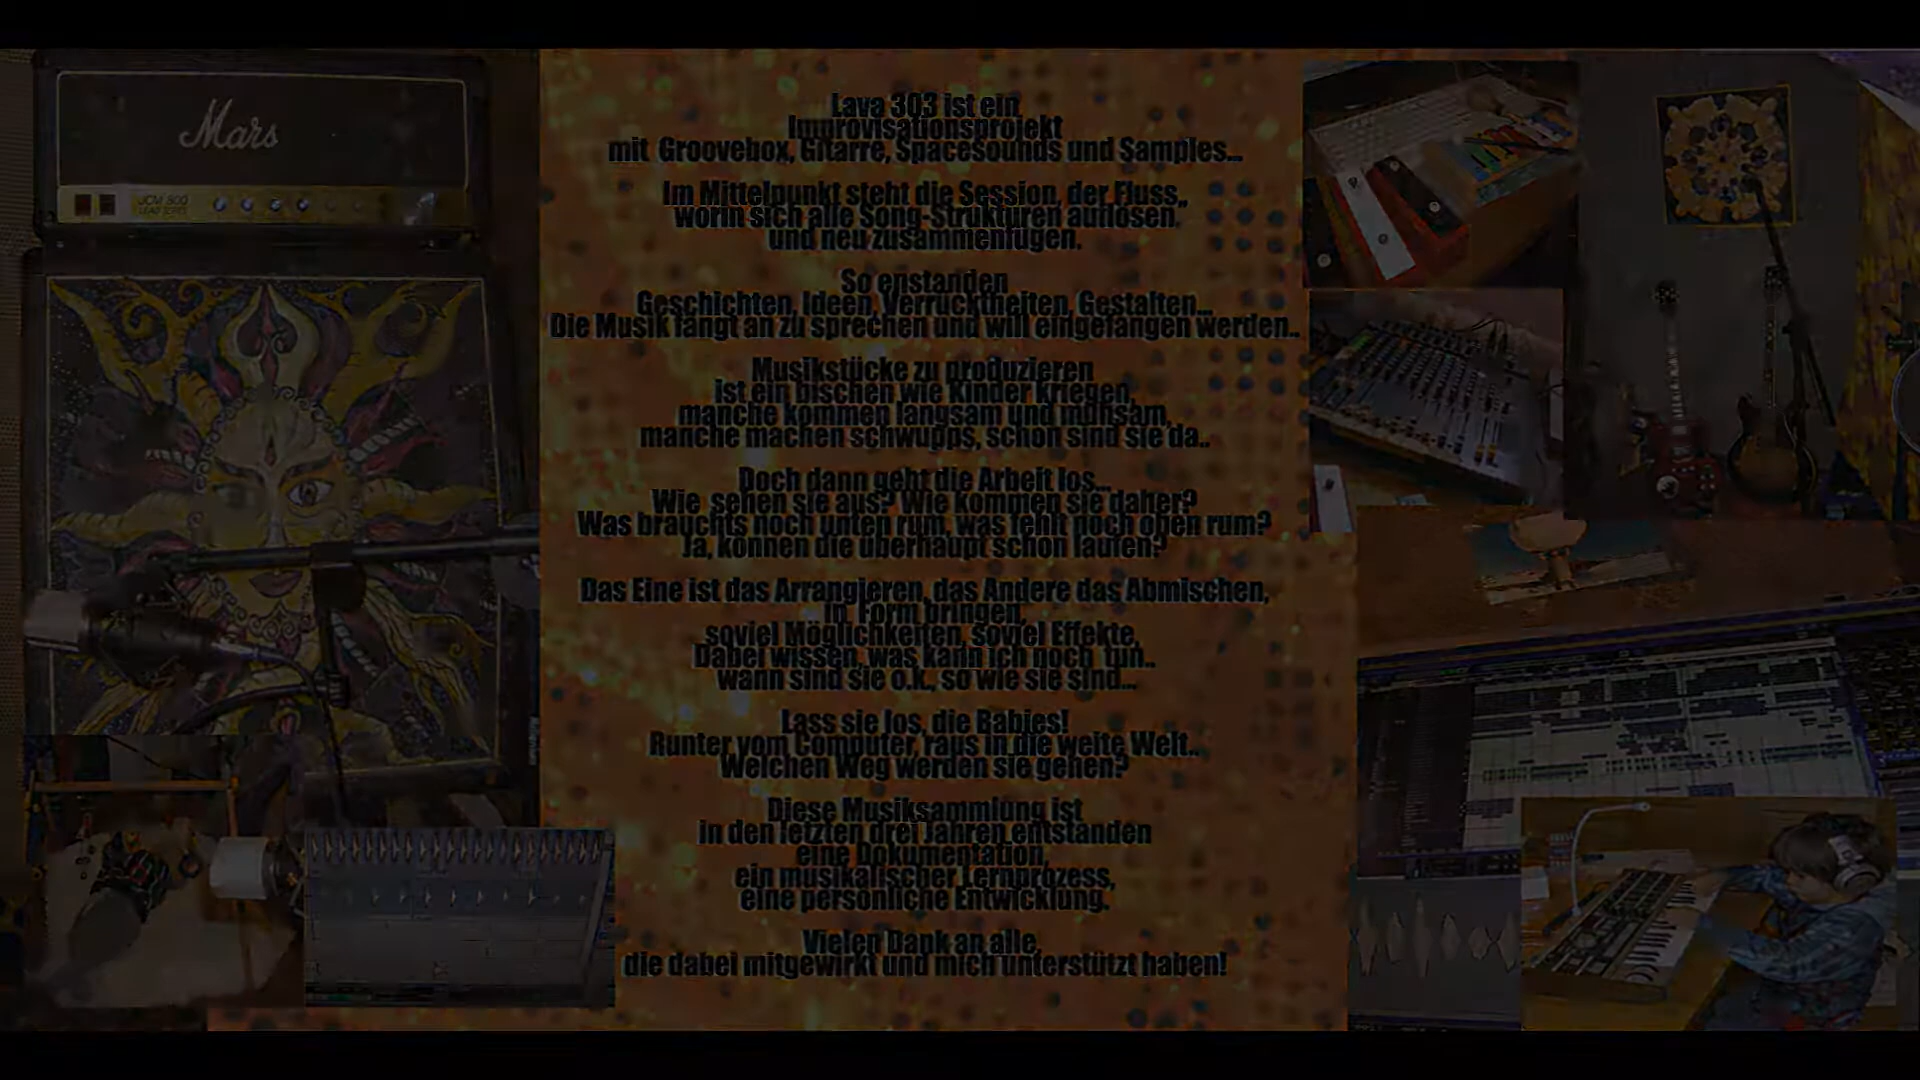 Mars
JCM 800
LEAD SERIES
Lava 303 ist ein
Improvisationsprojekt
mit Groovebox, Gitarre, SpaceSounds und Samples...
Im Mittelpunkt steht die Session, der Fluss,,
worin sich alle Song-Strukturen auflösen.
und neu zusammenfügen.
So enstanden
Geschichten, Ideen, Verrücktheiten, Gestalten...
Die Musik fängt an zu sprechen und will eingefangen werden..
Musikstücke zu produzieren
ist ein bischen wie Kinder kriegen,
manche kommen langsam und mühsam,
manche machen schwupps, schon sind sie da..
Doch dann geht die Arbeit los...
Wie sehen sie aus? Wie kommen sie daher?
Was brauchts noch unten rum, was fehlt noch oben rum?
Ja, können die überhaupt schon laufen?
Das Eine ist das Arrangieren, das Andere das Abmischen,
in Form bringen,
soviel Möglichkeiten, soviel Effekte,
Dabei wissen, was kann ich noch tun..
wann sind sie o.k., so wie sie sind...
Lass sie los, die Babies!
Runter vom Computer, raus in die weite Welt..
Welchen Weg werden sie gehen?
Diese Musiksammlung ist
in den letzten drei Jahren entstanden
eine Dokumentation,
ein musikalischer Lernprozess,
eine persönliche Entwicklung.
Vielen Dank an alle,
die dabei mitgewirkt und mich unterstützt haben!